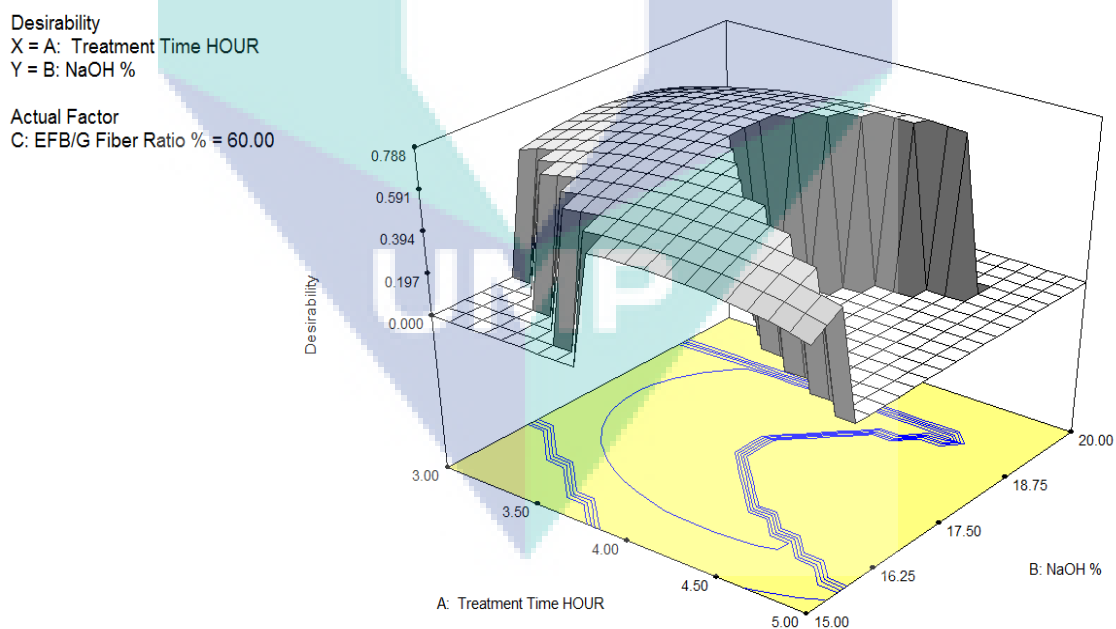 Desirability
X = A: Treatment Time HOUR
Y = B: NaOH %
Actual Factor
C: EFB/G Fiber Ratio % = 60.00
0.788
0.591
0.394
0.197
0.000
Desirability
UMP
3.00
3.50
4.00
4.50
5.00
A: Treatment Time HOUR
15.00
16.25
17.50
18.75
20.00
B: NaOH %